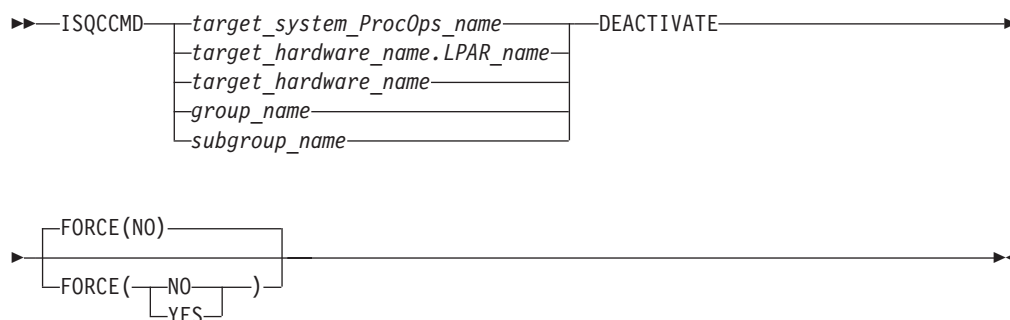 ISQCCMD target_system_ProcOps_name DEACTIVATE
target_hardware_name.LPAR_name
target_hardware_name
group_name
subgroup_name
FORCE(NO)
FORCE( NO )
YES